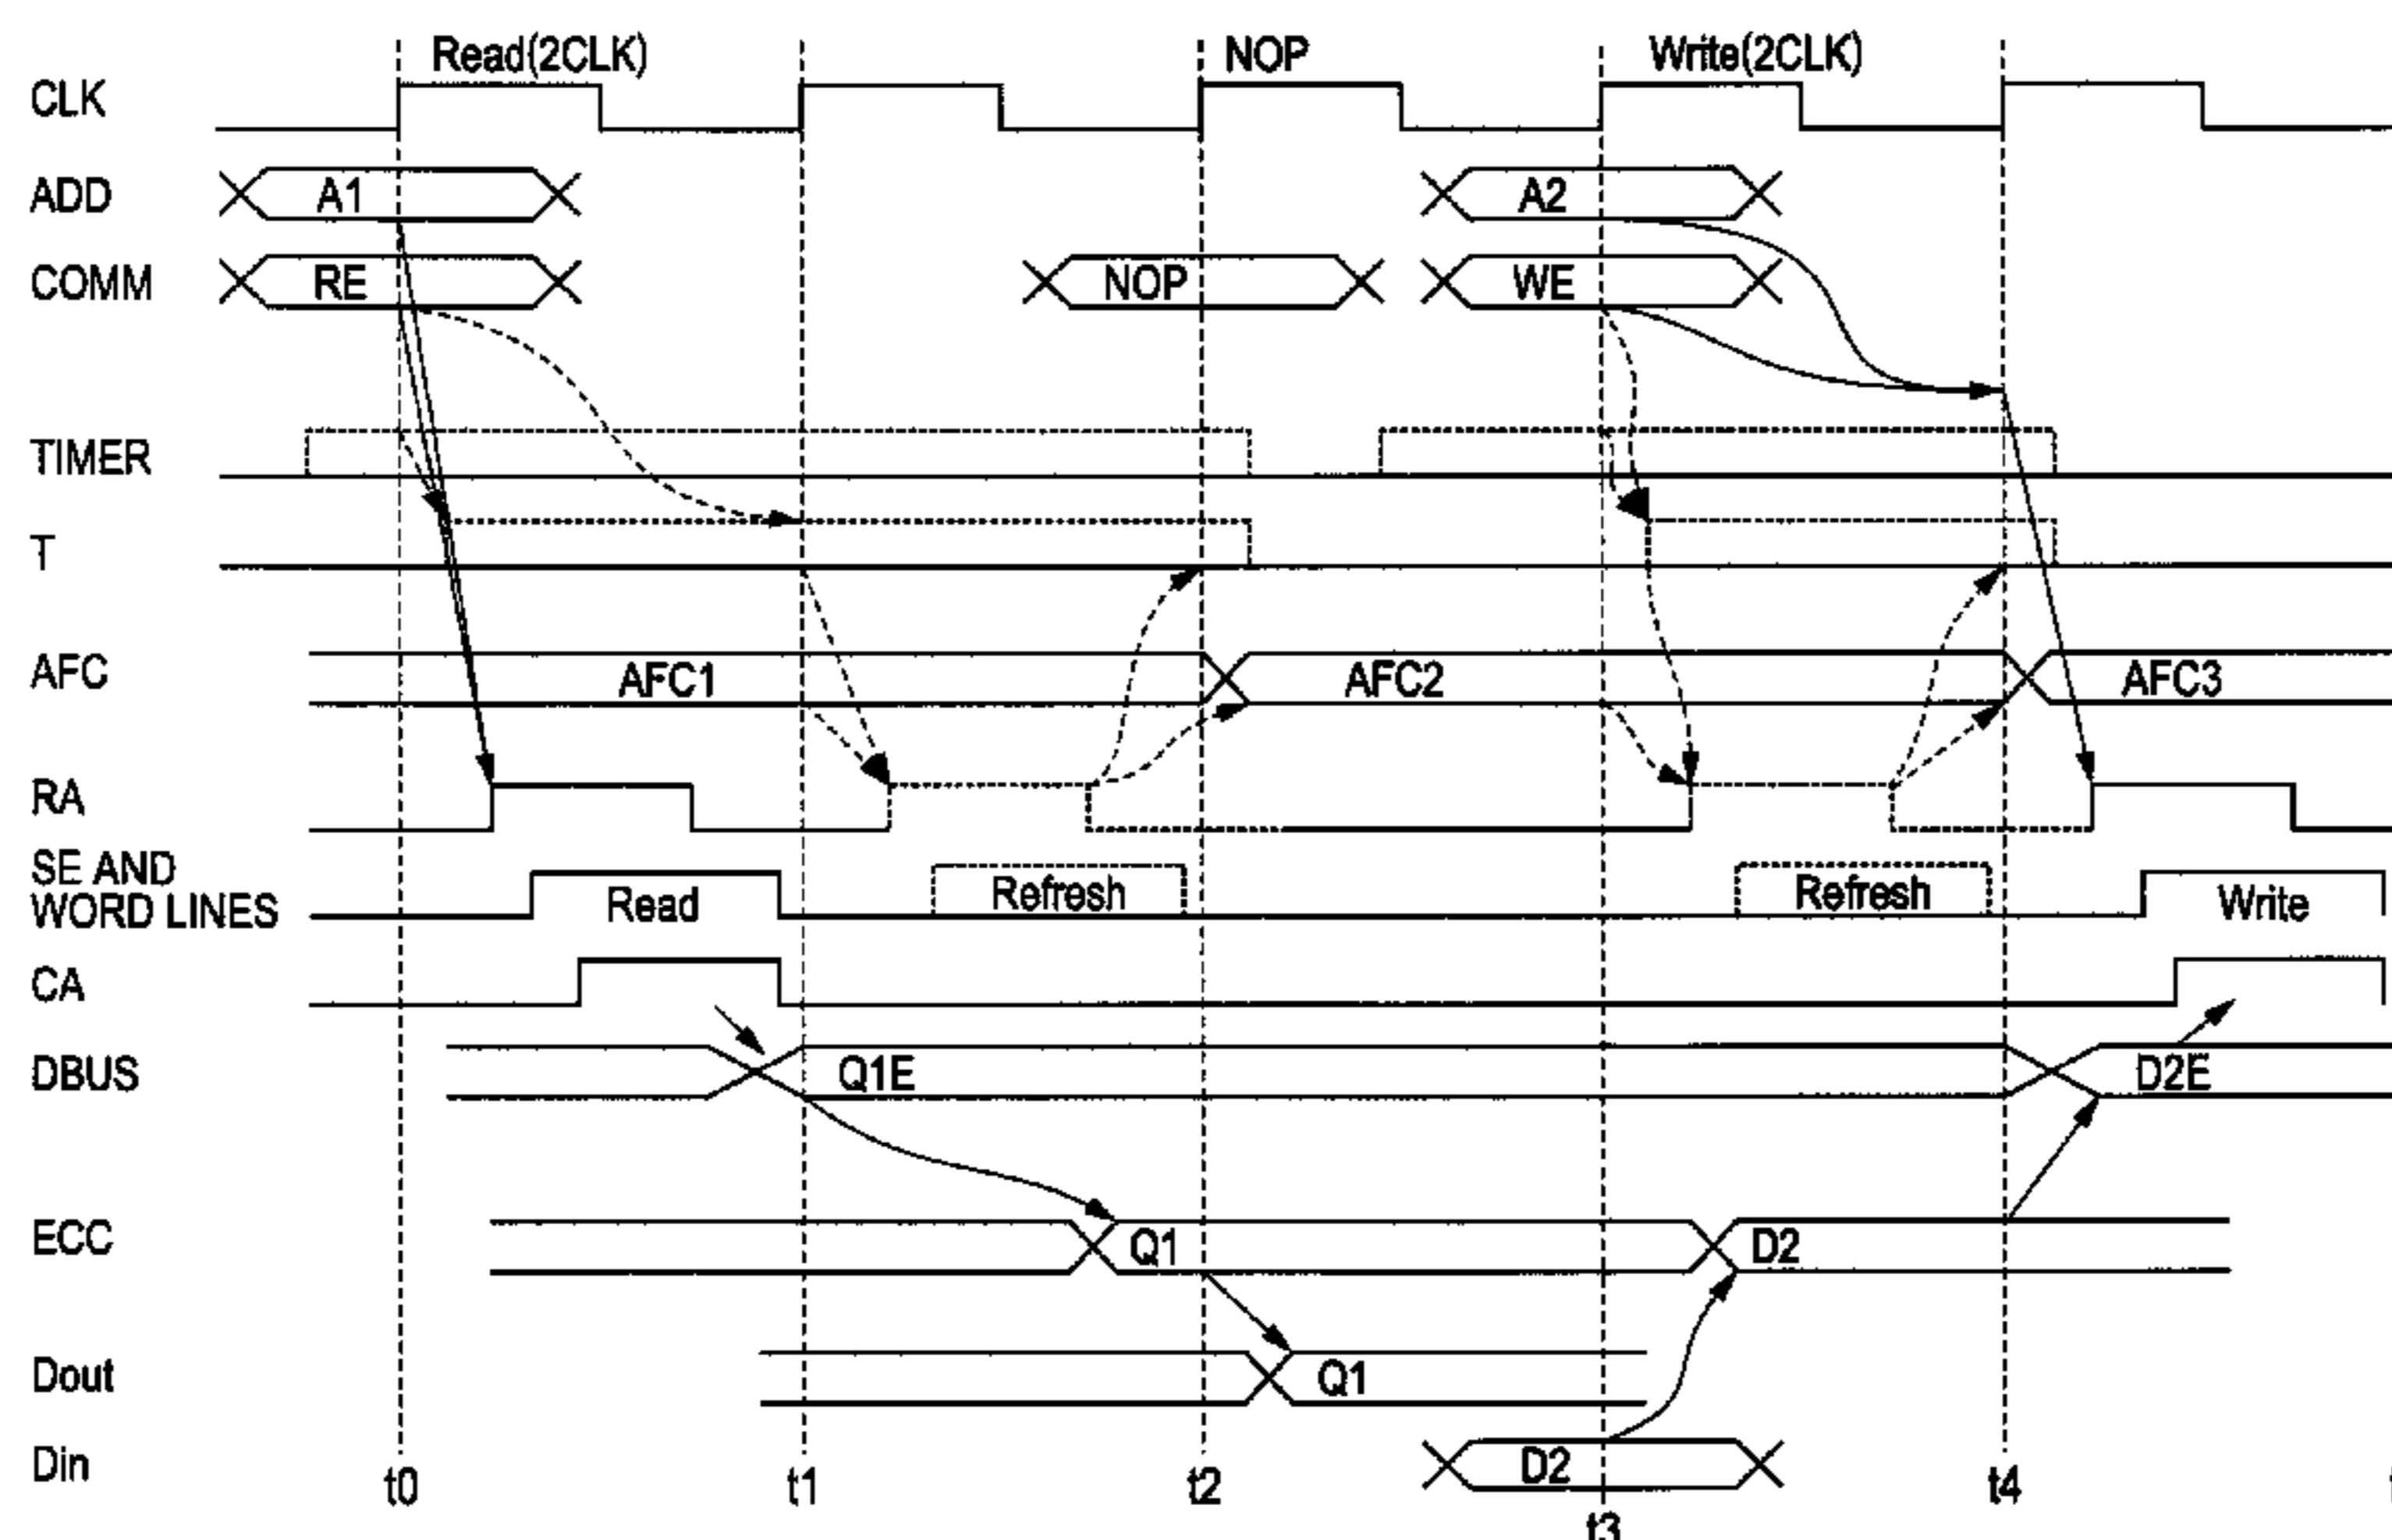 Read(2CLK) NOP Write(2CLK)
CLK
ADD A1 A2
COMM RE NOP WE
TIMER
T
AFC AFC1 AFC2 AFC3
RA
SE AND
WORD LINES Read Refresh Refresh Write
CA
DBUS Q1E D2E
ECC Q1 D2
Dout Q1
Din D2
t0 t1 t2 t3 t4